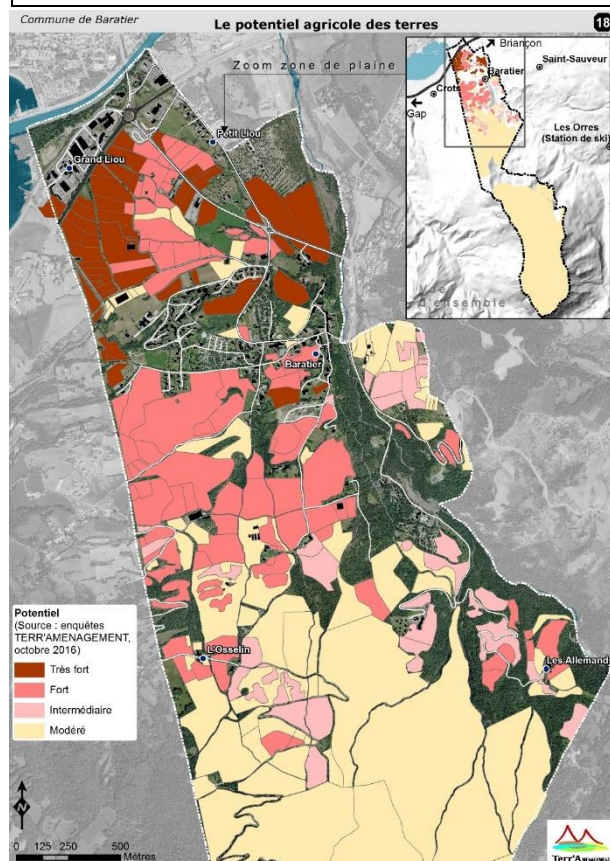 Commune de Baratier
Le potentiel agricole des terres
18
Briançon
Saint-Sauveur
Baratier
Crots
Gap
Les Orres
(Station de ski)
d'ensemble
Zoom zone de plaine
Petit Liou
Grand Liou
Baratier
L'Osselin
Les Allemands
Potentiel
(Source : enquêtes
TERR'AMENAGEMENT,
octobre 2016)
Très fort
Fort
Intermédiaire
Modéré
N
0 125 250 500
Mètres